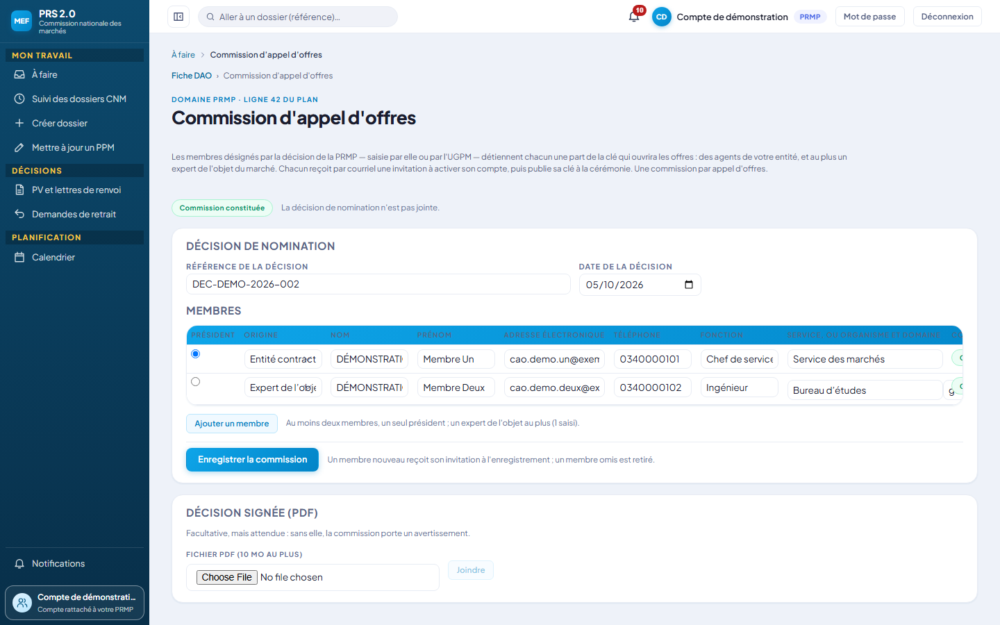 MEF
PRS 2.0
Commission nationale des
marchés
MON TRAVAIL
À faire
Suivi des dossiers CNM
Créer dossier
Mettre à jour un PPM
DÉCISIONS
PV et lettres de renvoi
Demandes de retrait
PLANIFICATION
Calendrier
Notifications
Compte de démonstrati...
Compte rattaché à votre PRMP
Aller à un dossier (référence)...
10
CD
Compte de démonstration
PRMP
Mot de passe
Déconnexion
À faire > Commission d'appel d'offres
Fiche DAO › Commission d'appel d'offres
DOMAINE PRMP · LIGNE 42 DU PLAN
Commission d'appel d'offres
Les membres désignés par la décision de la PRMP — saisie par elle ou par l'UGPM — détiennent chacun une part de la clé qui ouvrira les offres : des agents de votre entité, et au plus un
expert de l'objet du marché. Chacun reçoit par courriel une invitation à activer son compte, puis publie sa clé à la cérémonie. Une commission par appel d'offres.
Commission constituée
La décision de nomination n'est pas jointe.
DÉCISION DE NOMINATION
RÉFÉRENCE DE LA DÉCISION
DATE DE LA DÉCISION
DEC-DEMO-2026-002
05/10/2026
MEMBRES
PRÉSIDENT ORIGINE NOM PRÉNOM ADRESSE ÉLECTRONIQUE TÉLÉPHONE FONCTION SERVICE, OU ORGANISME ET DOMAINE
Entité contract DÉMONSTRATI Membre Un cao.demo.un@exem 0340000101 Chef de service Service des marchés
Expert de l'obje DÉMONSTRATI Membre Deux cao.demo.deux@ex 0340000102 Ingénieur Bureau d'études
Ajouter un membre
Au moins deux membres, un seul président ; un expert de l'objet au plus (1 saisi).
Enregistrer la commission
Un membre nouveau reçoit son invitation à l'enregistrement ; un membre omis est retiré.
DÉCISION SIGNÉE (PDF)
Facultative, mais attendue : sans elle, la commission porte un avertissement.
FICHIER PDF (10 MO AU PLUS)
Choose File No file chosen
Joindre